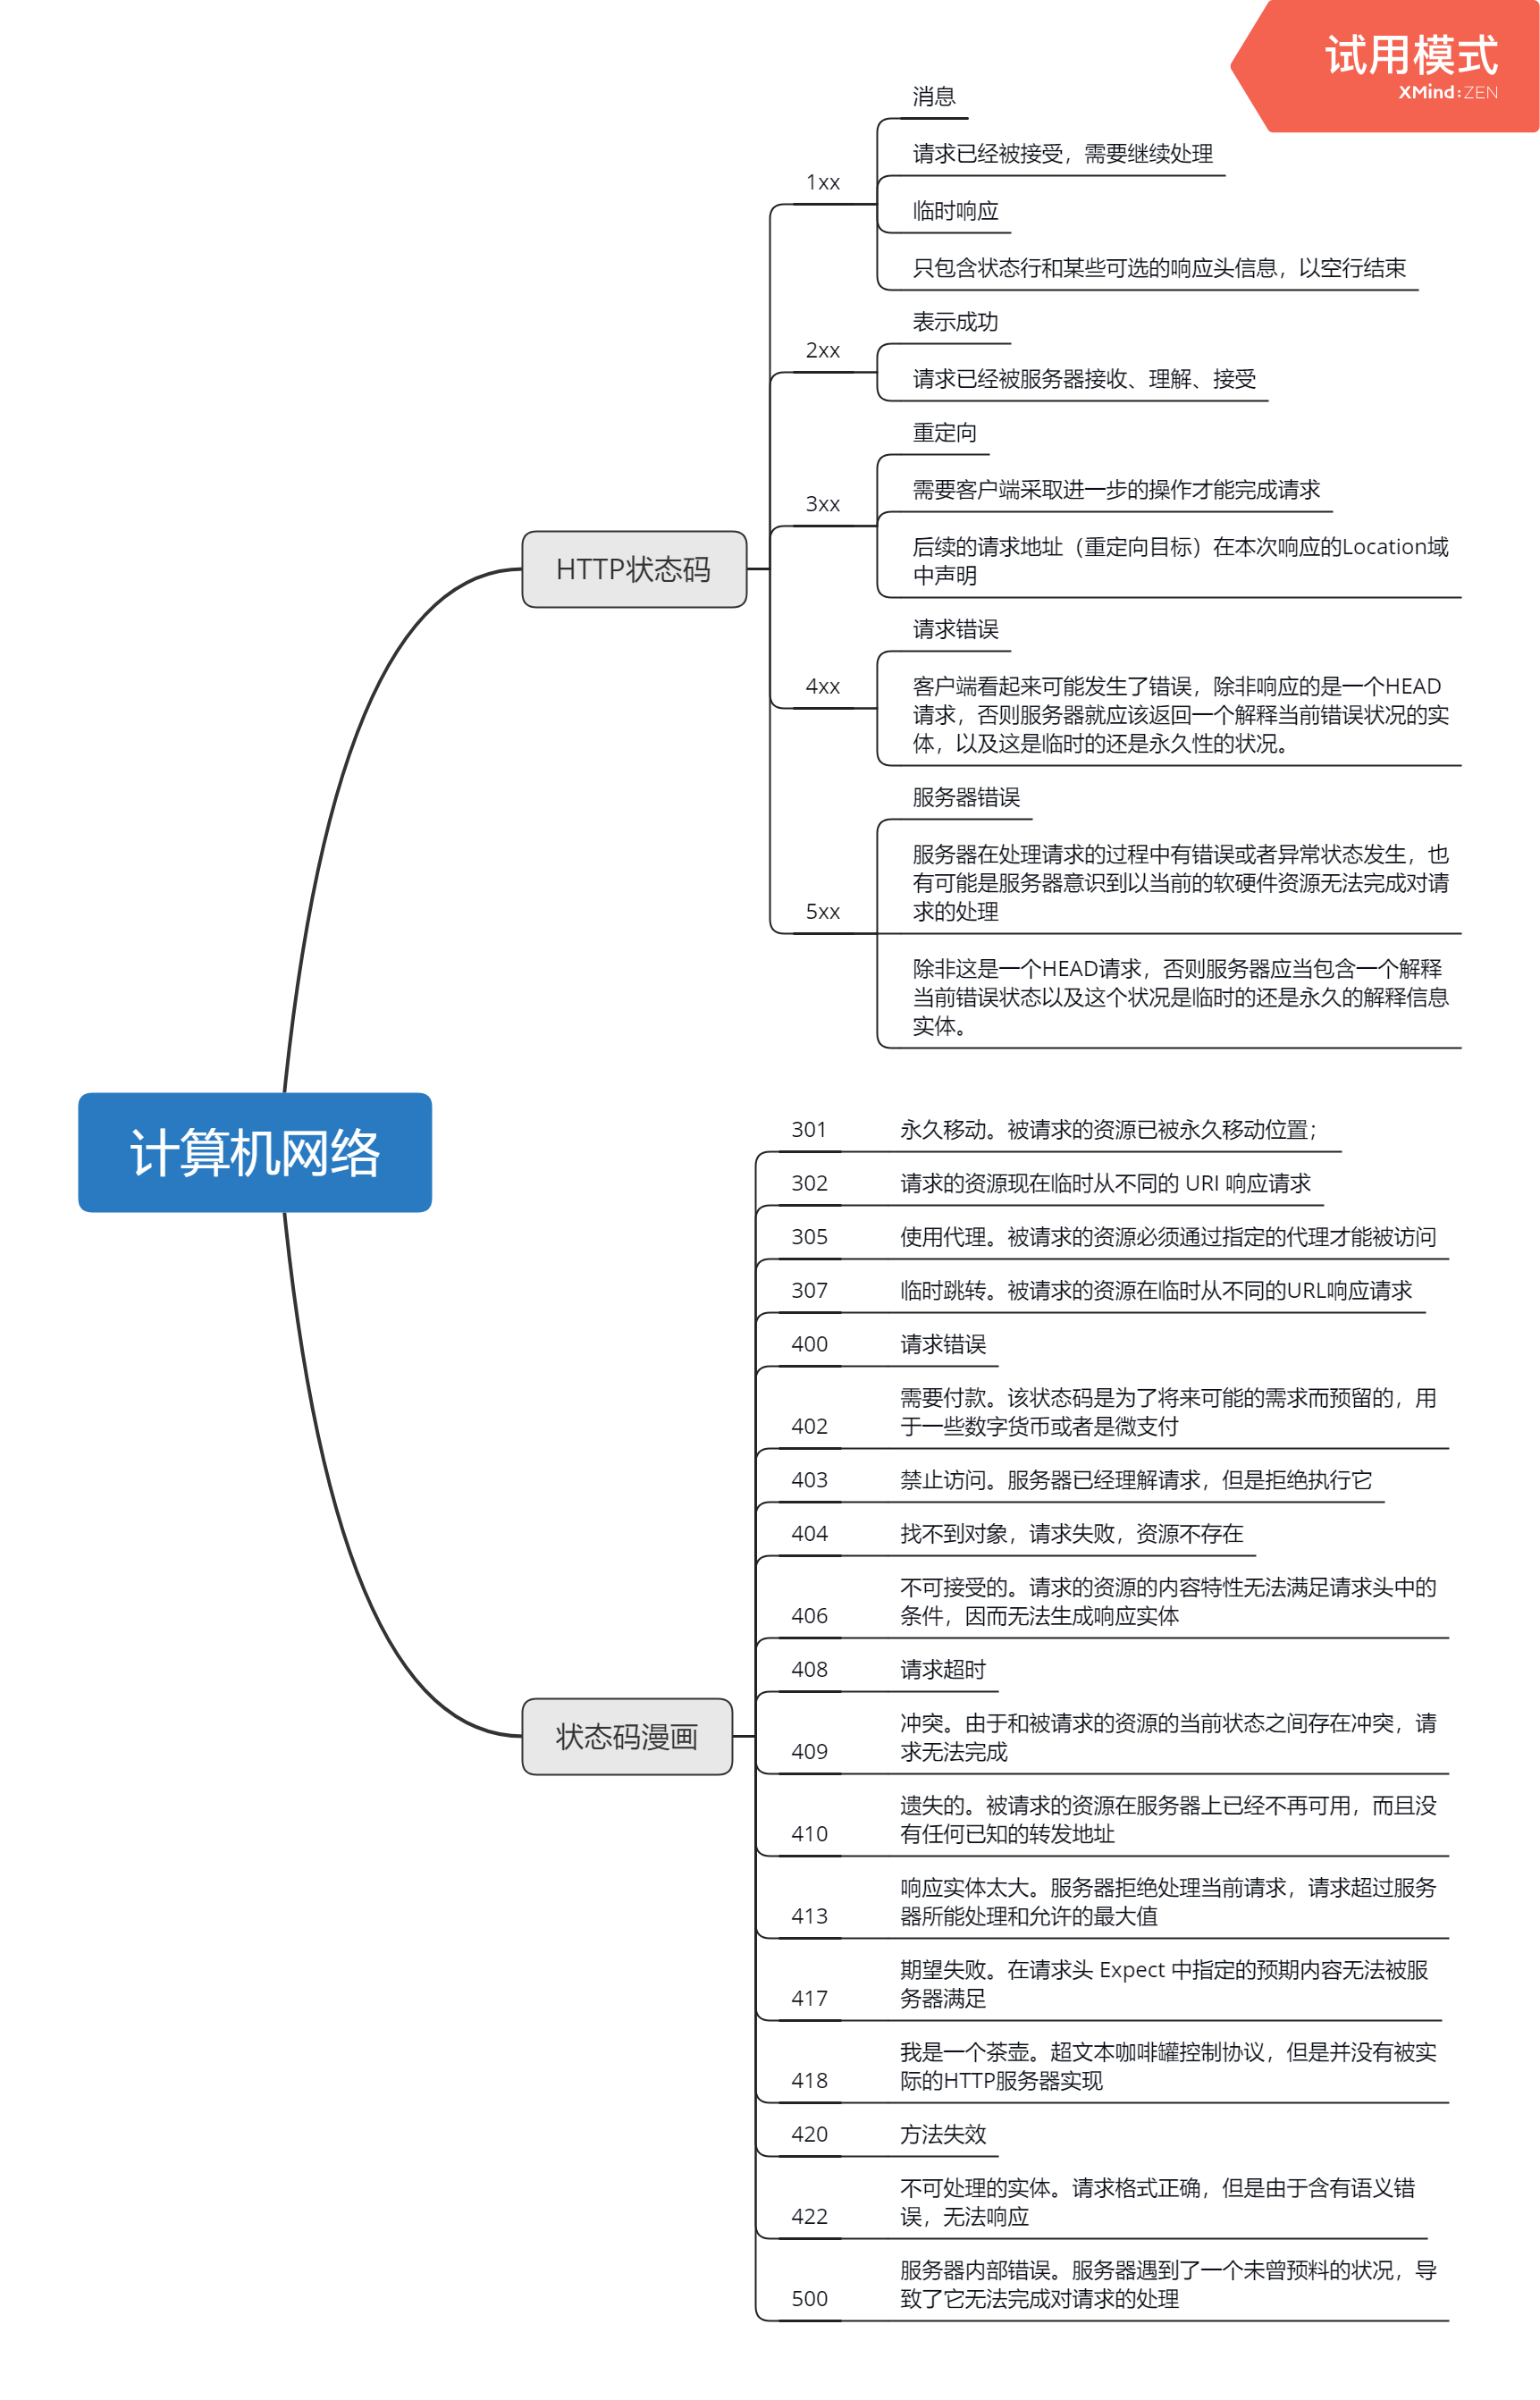 试用模式
XMind:ZEN
计算机网络
HTTP状态码
1xx
消息
请求已经被接受，需要继续处理
临时响应
只包含状态行和某些可选的响应头信息，以空行结束
2xx
表示成功
请求已经被服务器接收、理解、接受
3xx
重定向
需要客户端采取进一步的操作才能完成请求
后续的请求地址（重定向目标）在本次响应的Location域
中声明
4xx
请求错误
客户端看起来可能发生了错误，除非响应的是一个HEAD
请求，否则服务器就应该返回一个解释当前错误状况的实
体，以及这是临时的还是永久性的状况。
5xx
服务器错误
服务器在处理请求的过程中有错误或者异常状态发生，也
有可能是服务器意识到以当前的软硬件资源无法完成对请
求的处理
除非这是一个HEAD请求，否则服务器应当包含一个解释
当前错误状态以及这个状况是临时的还是永久的解释信息
实体。
状态码漫画
301
永久移动。被请求的资源已被永久移动位置；
302
请求的资源现在临时从不同的 URI 响应请求
305
使用代理。被请求的资源必须通过指定的代理才能被访问
307
临时跳转。被请求的资源在临时从不同的URL响应请求
400
请求错误
402
需要付款。该状态码是为了将来可能的需求而预留的，用
于一些数字货币或者是微支付
403
禁止访问。服务器已经理解请求，但是拒绝执行它
404
找不到对象，请求失败，资源不存在
406
不可接受的。请求的资源的内容特性无法满足请求头中的
条件，因而无法生成响应实体
408
请求超时
409
冲突。由于和被请求的资源的当前状态之间存在冲突，请
求无法完成
410
遗失的。被请求的资源在服务器上已经不再可用，而且没
有任何已知的转发地址
413
响应实体太大。服务器拒绝处理当前请求，请求超过服务
器所能处理和允许的最大值
417
期望失败。在请求头 Expect 中指定的预期内容无法被服
务器满足
418
我是一个茶壶。超文本咖啡罐控制协议，但是并没有被实
际的HTTP服务器实现
420
方法失效
422
不可处理的实体。请求格式正确，但是由于含有语义错
误，无法响应
500
服务器内部错误。服务器遇到了一个未曾预料的状况，导
致了它无法完成对请求的处理